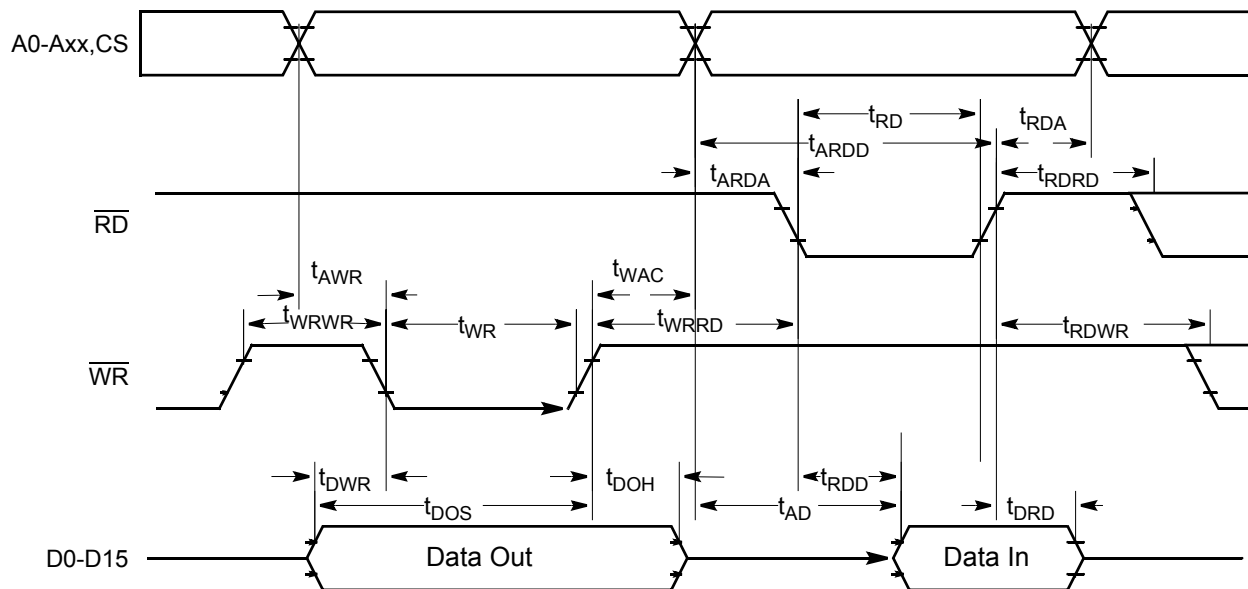 A0-Axx,CS
tRD
tRDA
tARDD
tARDA
tRDRD
RD
tAWR
tWAC
tWRWR
tWR
tWRRD
tRDWR
WR
tDWR
tDOH
tRDD
tDOS
tAD
tDRD
D0-D15
Data Out
Data In